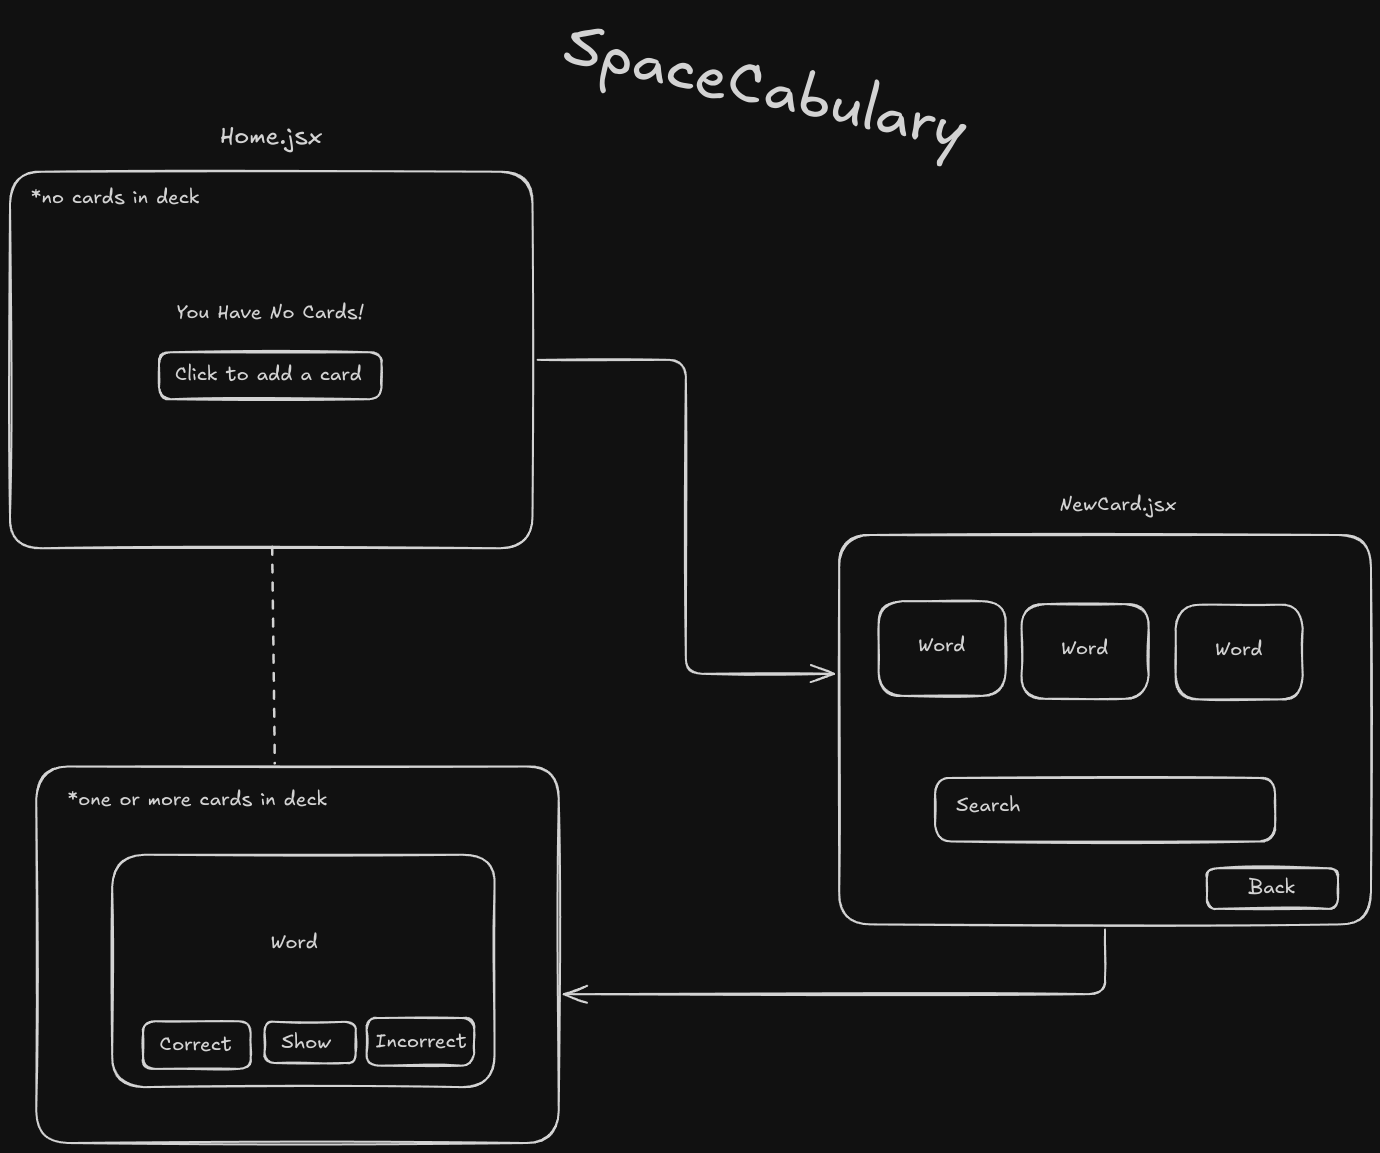 SpaceCabulary
Home.jsx
*no cards in deck
You Have No Cards!
Click to add a card
NewCard.jsx
Word
Word
Word
Search
Back
*one or more cards in deck
Word
Correct
Show
Incorrect